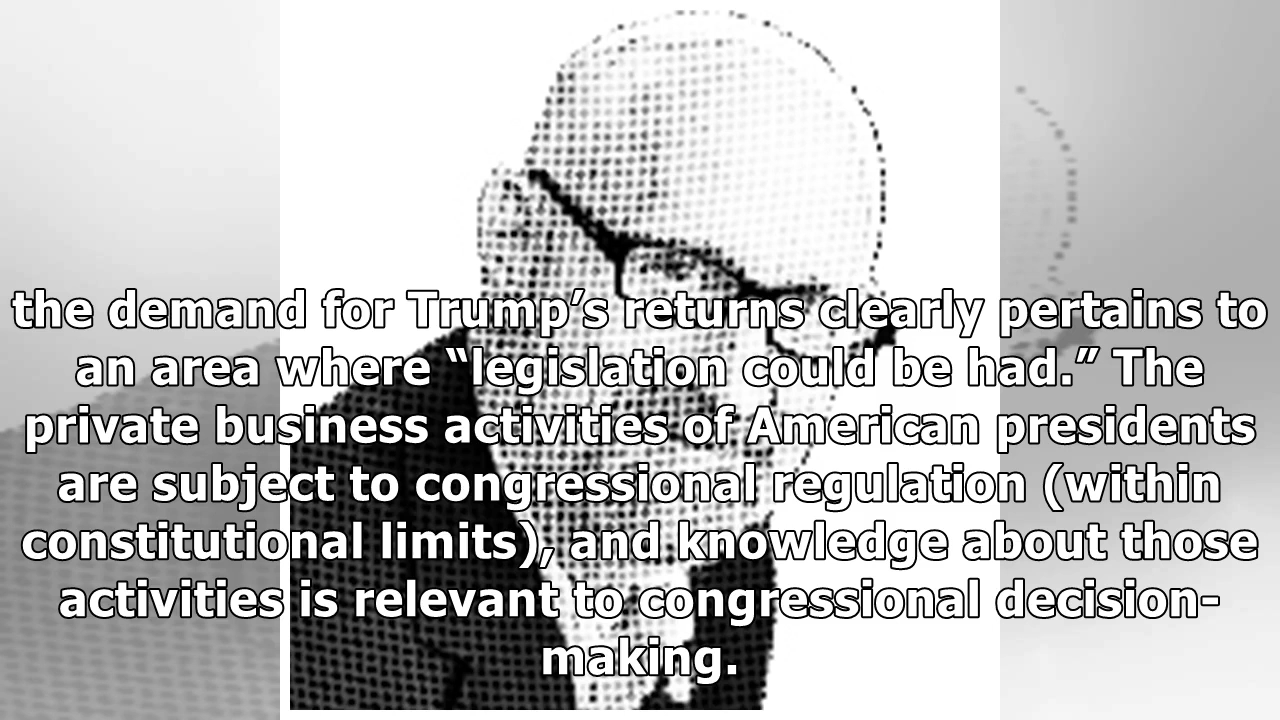 the demand for Trump’s returns clearly pertains to
an area where “legislation could be had.” The
private business activities of American presidents
are subject to congressional regulation (within
constitutional limits), and knowledge about those
activities is relevant to congressional decision-
making.